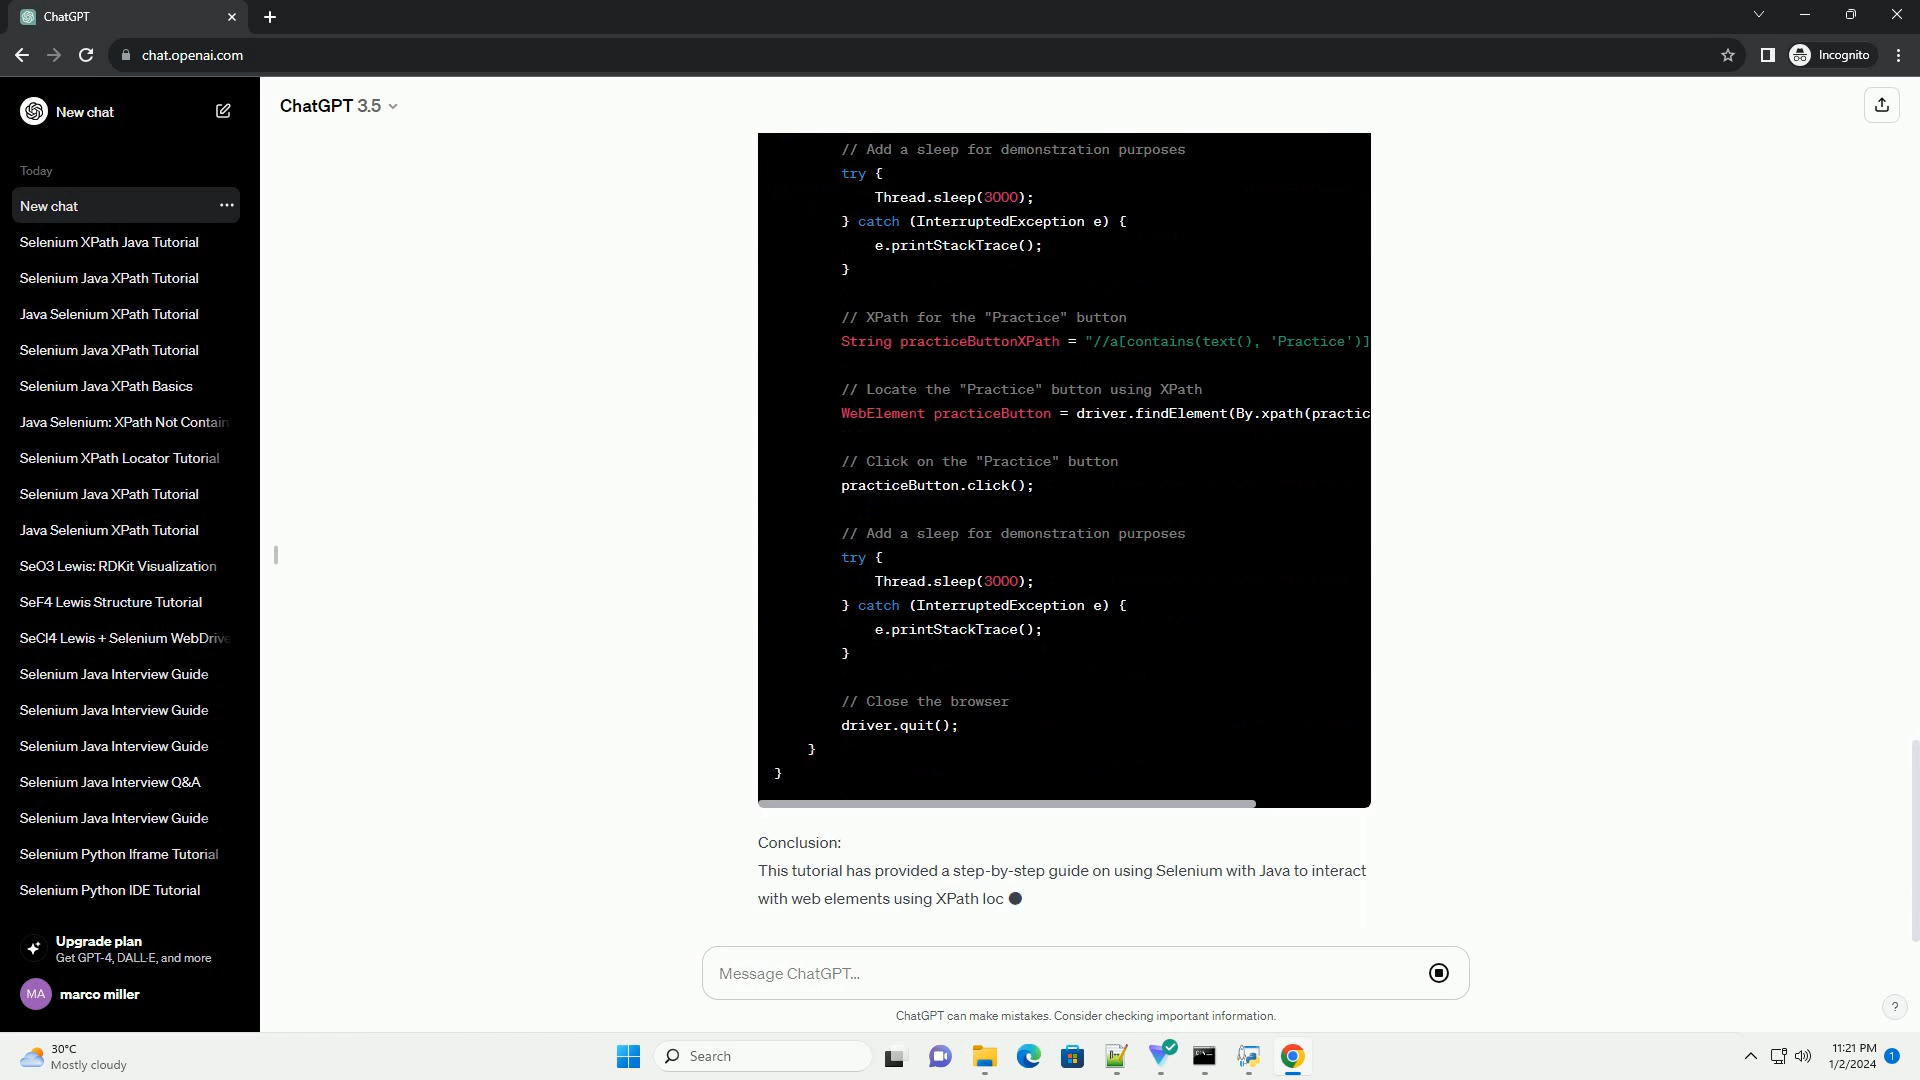 ChatGPT
chat.openai.com
Incognito
New chat
ChatGPT 3.5
Today
New chat
Selenium XPath Java Tutorial
Selenium Java XPath Tutorial
Java Selenium XPath Tutorial
Selenium Java XPath Tutorial
Selenium Java XPath Basics
Java Selenium: XPath Not Contain
Selenium XPath Locator Tutorial
Selenium Java XPath Tutorial
Java Selenium XPath Tutorial
SeO3 Lewis: RDKit Visualization
SeF4 Lewis Structure Tutorial
SeCl4 Lewis + Selenium WebDrive
Selenium Java Interview Guide
Selenium Java Interview Guide
Selenium Java Interview Guide
Selenium Java Interview Q&A
Selenium Java Interview Guide
Selenium Python Iframe Tutorial
Selenium Python IDE Tutorial
Upgrade plan
Get GPT-4, DALL·E, and more
MA marco miller
// Add a sleep for demonstration purposes
try {
Thread.sleep(3000);
} catch (InterruptedException e) {
e.printStackTrace();
}
// XPath for the "Practice" button
String practiceButtonXPath = "//a[contains(text(), 'Practice')]
// Locate the "Practice" button using XPath
WebElement practiceButton = driver.findElement(By.xpath(practic
// Click on the "Practice" button
practiceButton.click();
// Add a sleep for demonstration purposes
try {
Thread.sleep(3000);
} catch (InterruptedException e) {
e.printStackTrace();
}
// Close the browser
driver.quit();
}
}
Conclusion:
This tutorial has provided a step-by-step guide on using Selenium with Java to interact
with web elements using XPath loc
Message ChatGPT...
ChatGPT can make mistakes. Consider checking important information.
?
30°C
Mostly cloudy
Search
11:21 PM
1/2/2024
1